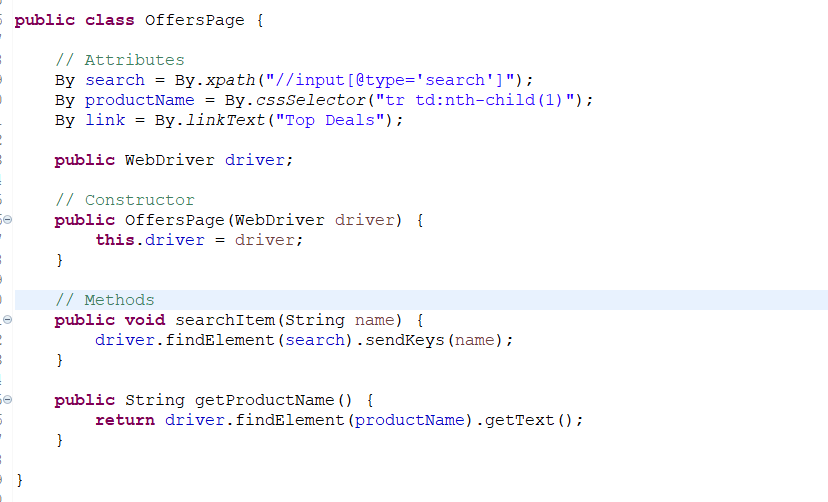 public class OffersPage {
// Attributes
By search = By.xpath("//input[@type='search']");
By productName = By.cssSelector("tr td:nth-child(1)");
By link = By.linkText("Top Deals");
public WebDriver driver;
// Constructor
public OffersPage(WebDriver driver) {
this.driver = driver;
}
// Methods
public void searchItem(String name) {
driver.findElement(search).sendKeys(name);
}
public String getProductName() {
return driver.findElement(productName).getText();
}
}